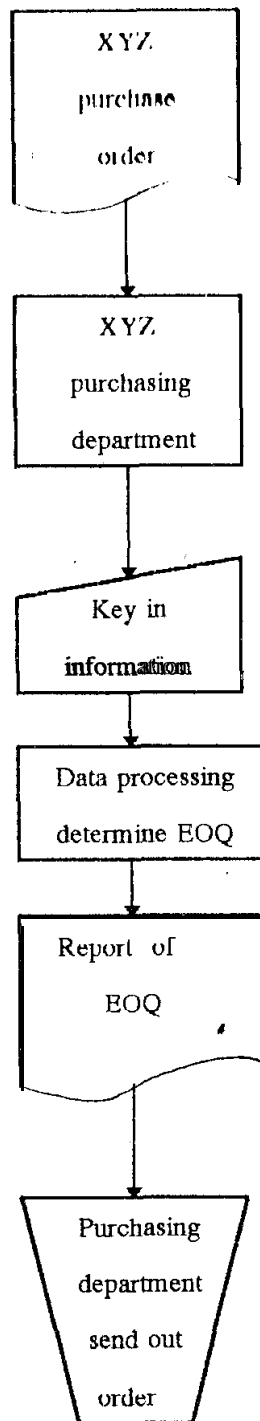 XYZ
purchase
order
XYZ
purchasing
department
Key in
information
Data processing
determine EOQ
Report of
EOQ
Purchasing
department
send out
order